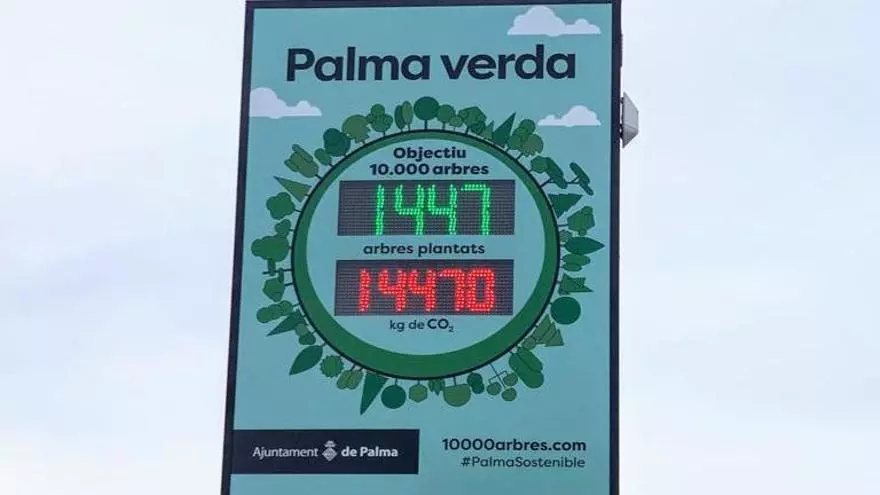 Palma verda
Objectiu
10.000 arbres
1447
arbres plantats
14470
kg de CO₂
Ajuntament de Palma
10000arbres.com
#PalmaSostenible